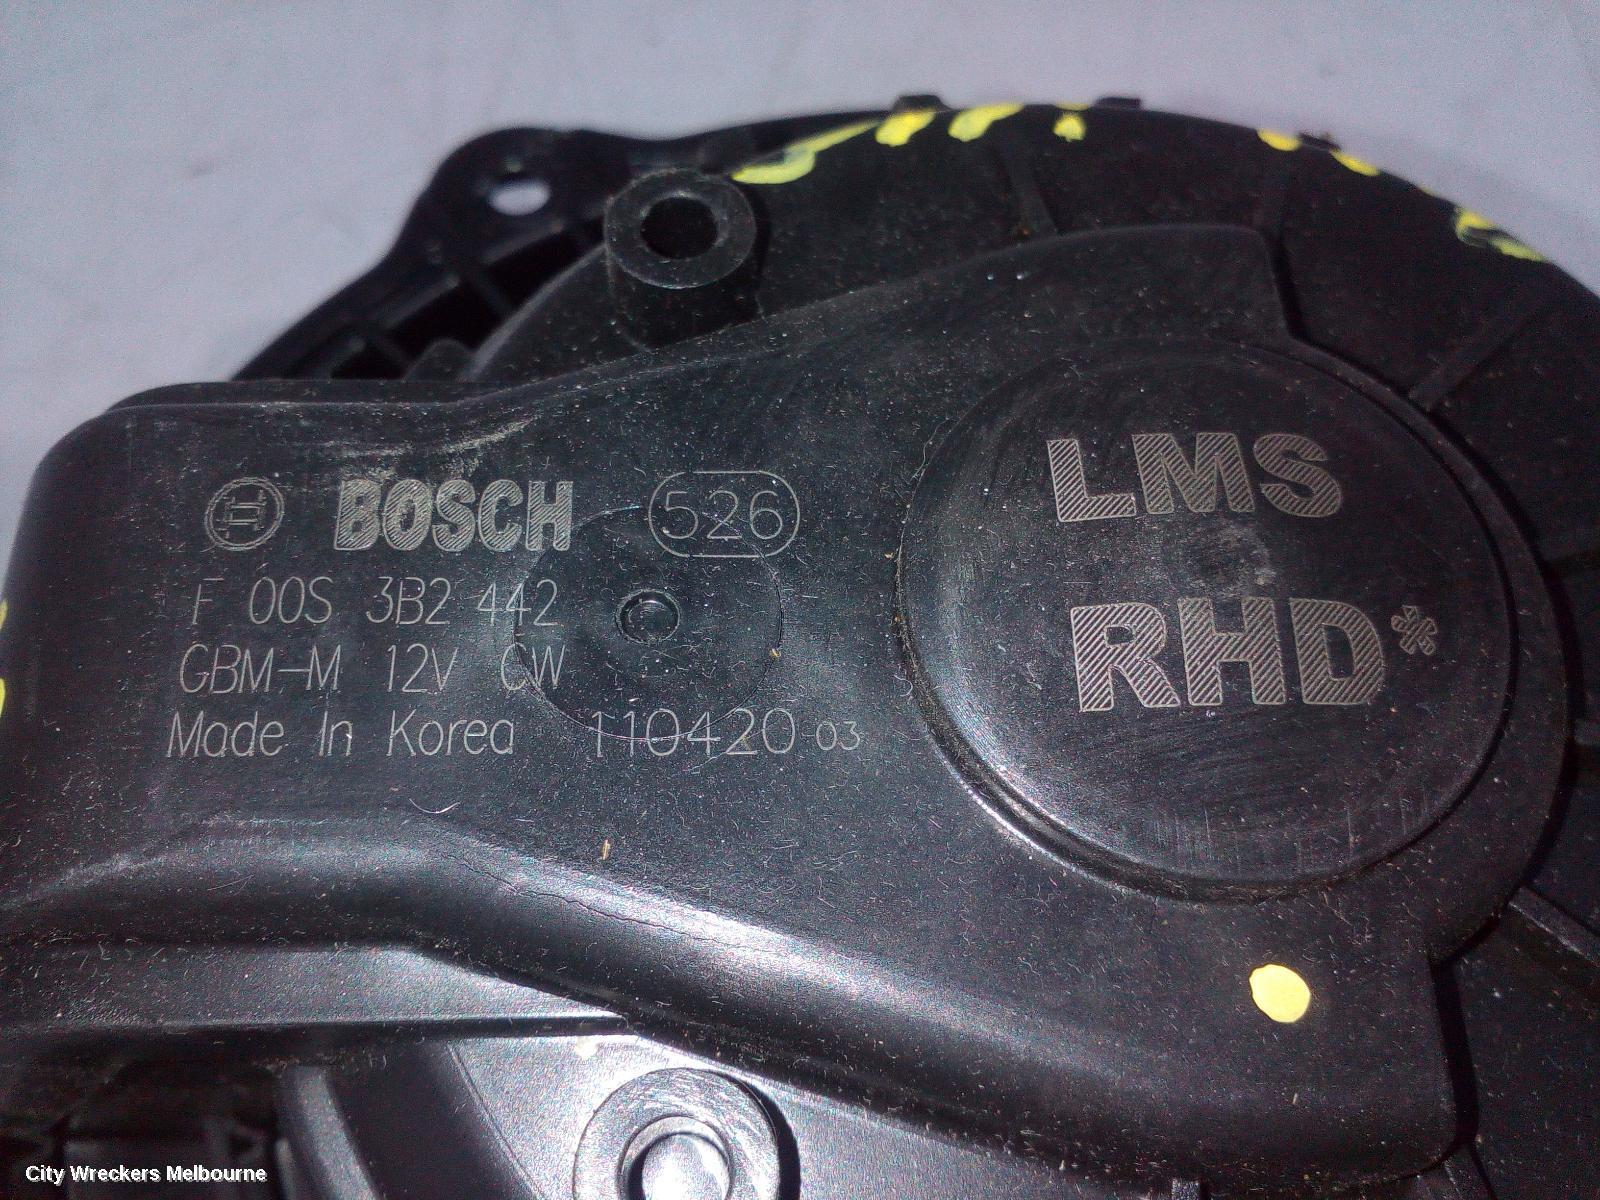 BOSCH 526
F 00S 3B2 442
GBM-M 12V CW
Made In Korea 110420 03
LMS
RHD*
City Wreckers Melbourne